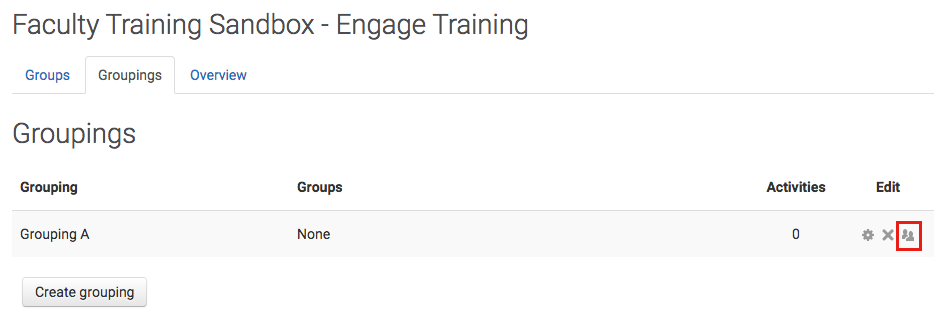 Faculty Training Sandbox - Engage Training
Groups Groupings Overview
Groupings
Grouping Groups Activities Edit
Grouping A None 0
Create grouping